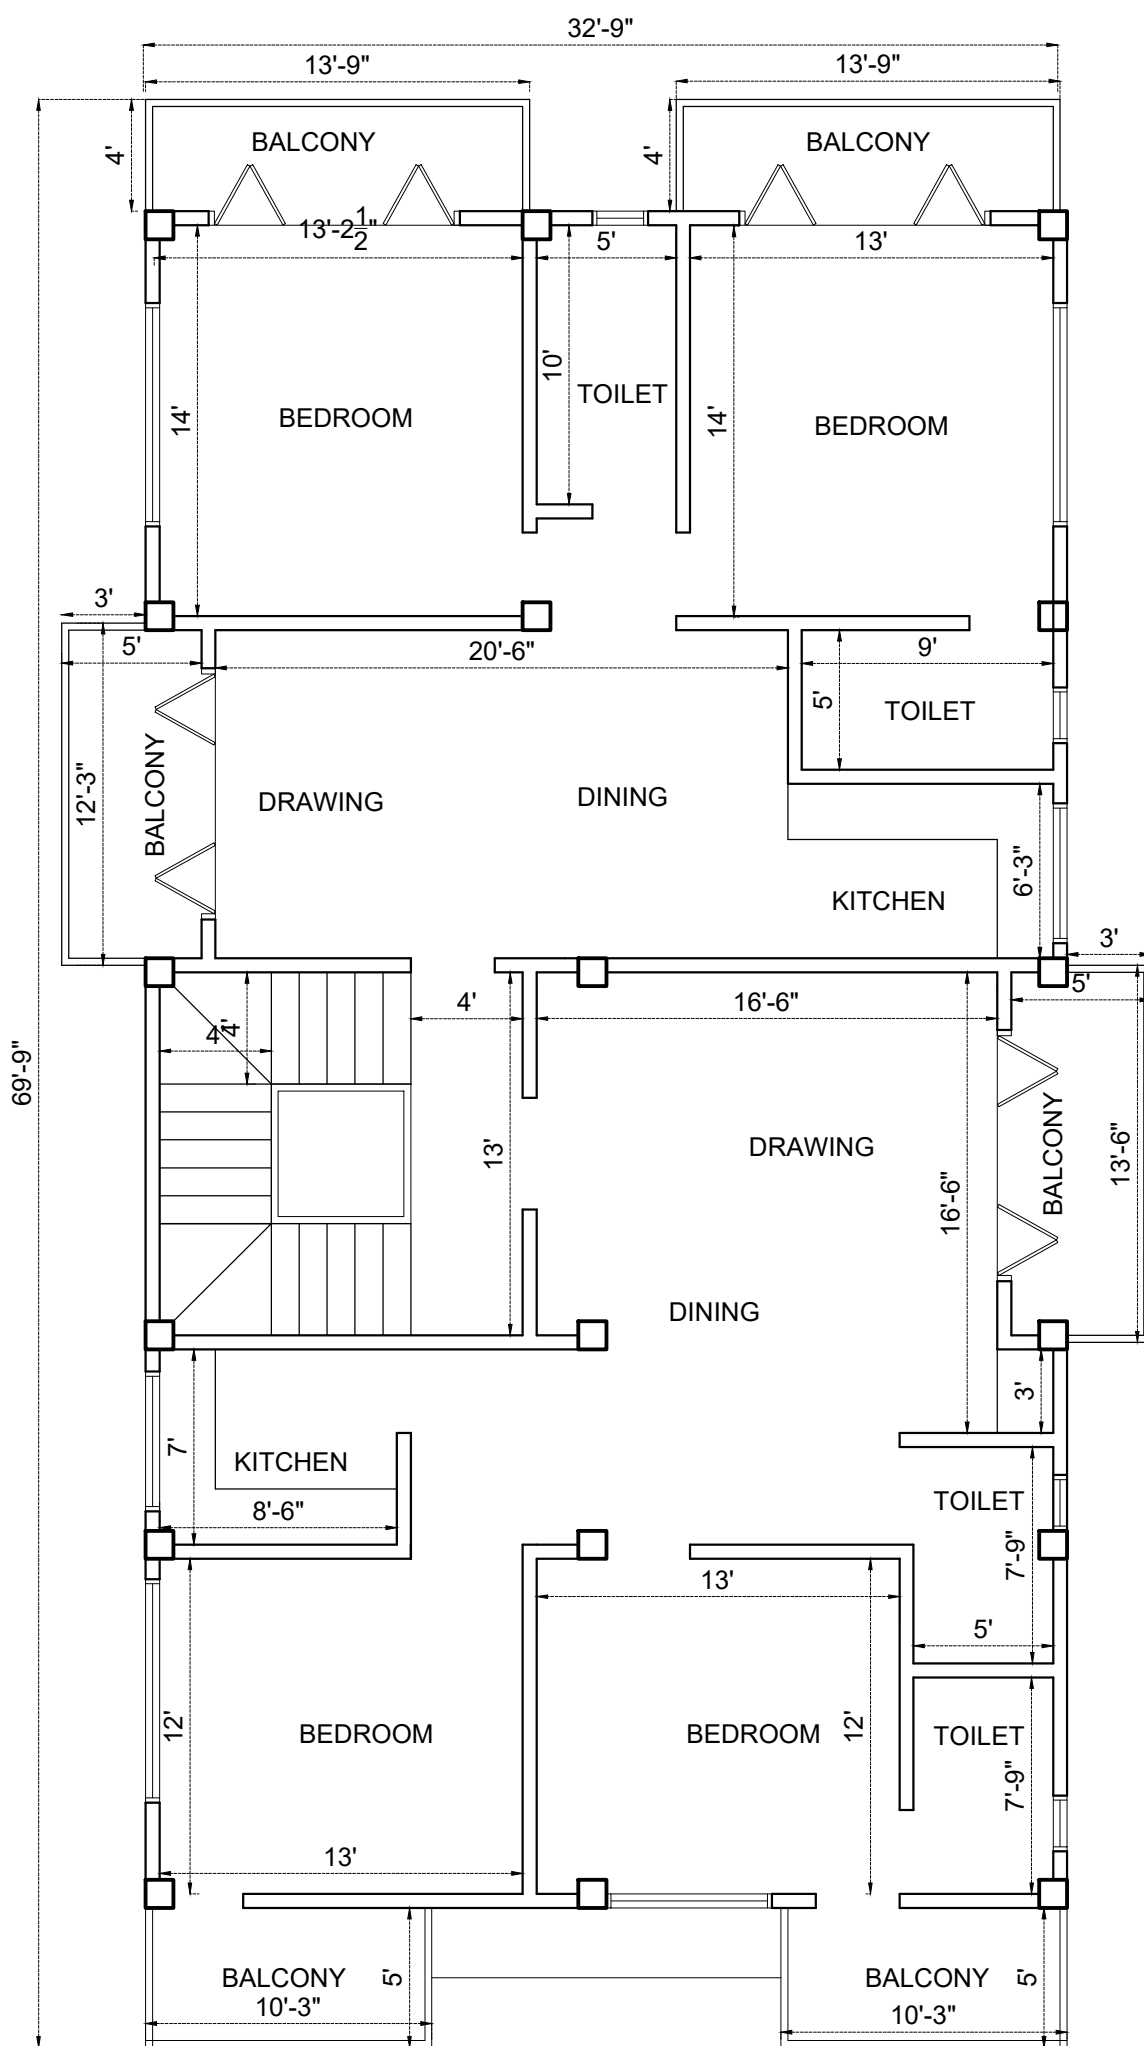 32'-9"
13'-9"
13'-9"
4'
BALCONY
4'
BALCONY
13'-2 1/2"
5'
13'
10'
14'
BEDROOM
TOILET
14'
BEDROOM
3'
5'
20'-6"
9'
5'
TOILET
12'-3"
BALCONY
DRAWING
DINING
6'-3"
KITCHEN
3'
5'
4'
16'-6"
4'
4'
69'-9"
13'
DRAWING
16'-6"
BALCONY
13'-6"
DINING
3'
7'
KITCHEN
8'-6"
TOILET
7'-9"
13'
5'
12'
BEDROOM
BEDROOM
12'
TOILET
7'-9"
13'
BALCONY
5'
BALCONY
5'
10'-3"
10'-3"